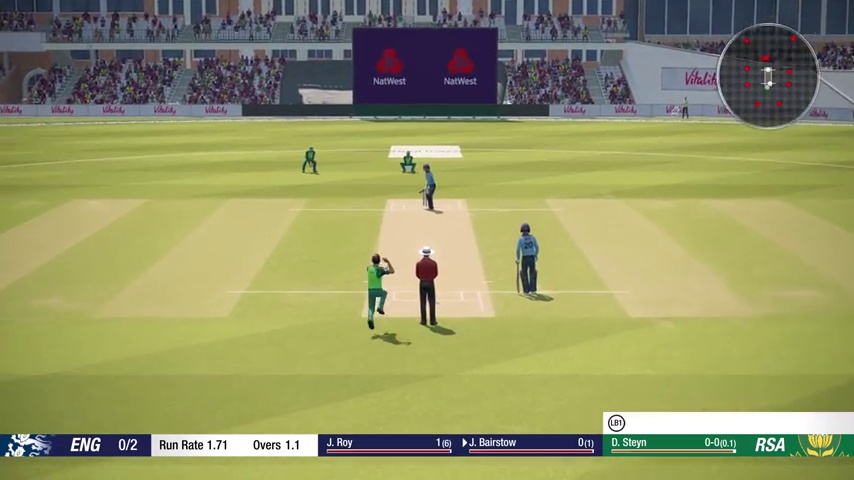 NatWest NatWest
Vitality
Vitality Vitality Vitality Vitality Vitality Vitality
20
LB1
ENG 0/2 Run Rate 1.71 Overs 1.1 J. Roy 1(6) J. Bairstow 0(1) D. Steyn 0-0(0.1) RSA